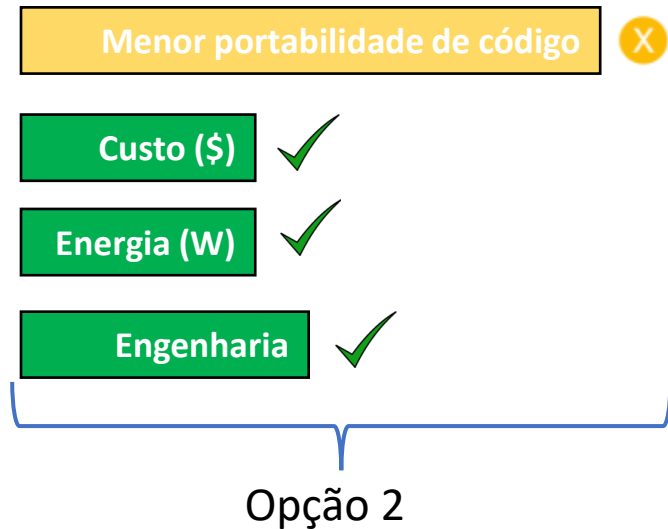 Menor portabilidade de código X
Custo ($)
Energia (W)
Engenharia
Opção 2